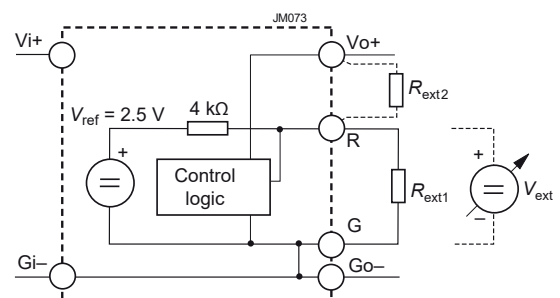 JM073
Vi+
Vo+
Rext2
Vref = 2.5 V
4 kΩ
R
+
+
Control
logic
Rext1
Vext
–
G
Gi–
Go–